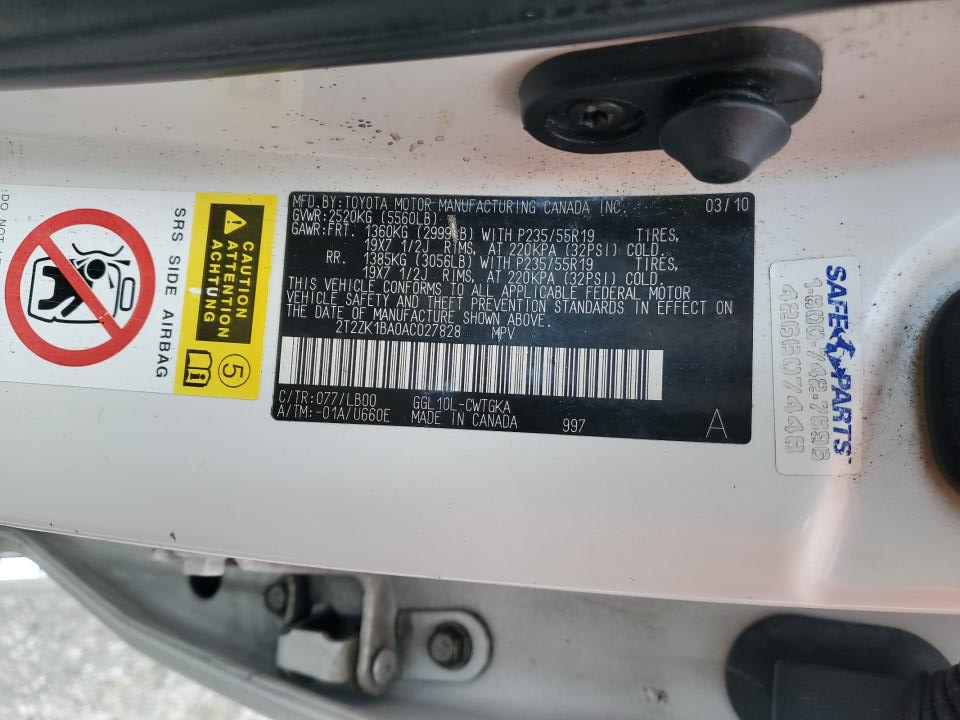 DO NOT
SRS SIDE AIRBAG
CAUTION
ATTENTION
ACHTUNG
5
MFD.BY:TOYOTA MOTOR MANUFACTURING CANADA INC. 03/10
GVWR:2520KG (5560LB)
GAWR:FRT. 1360KG (2999LB) WITH P235/55R19 TIRES,
19X7 1/2J RIMS, AT 220KPA (32PSI) COLD.
RR. 1385KG (3056LB) WITH P235/55R19 TIRES,
19X7 1/2J RIMS, AT 220KPA (32PSI) COLD.
THIS VEHICLE CONFORMS TO ALL APPLICABLE FEDERAL MOTOR
VEHICLE SAFETY AND THEFT PREVENTION STANDARDS IN EFFECT ON
THE DATE OF MANUFACTURE SHOWN ABOVE.
2T2ZK1BA0AC027828 MPV
C/TR:077/LB00 GGL10L-CWTGKA
A/TM:-01A/U660E MADE IN CANADA 997 A
SAFE PARTS